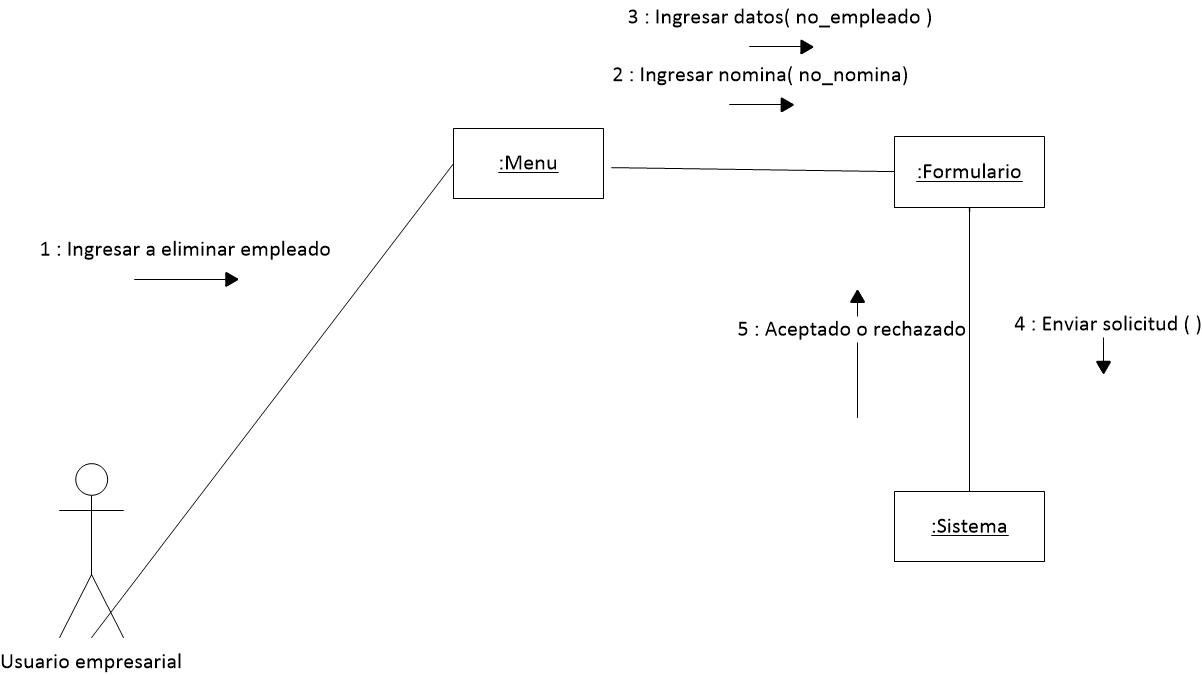 3 : Ingresar datos( no_empleado )
2 : Ingresar nomina( no_nomina)
:Menu
:Formulario
1 : Ingresar a eliminar empleado
5 : Aceptado o rechazado
4 : Enviar solicitud ( )
:Sistema
Usuario empresarial